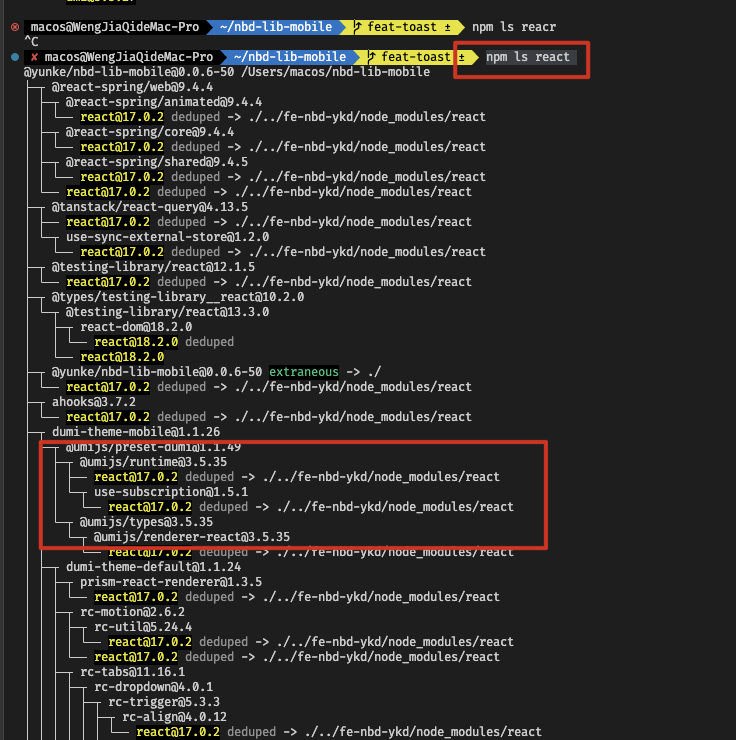 macos@WengJiaQideMac-Pro ~/nbd-lib-mobile feat-toast ± npm ls reacr
^C
✘ macos@WengJiaQideMac-Pro ~/nbd-lib-mobile feat-toast ± npm ls react
@yunke/nbd-lib-mobile@0.0.6-50 /Users/macos/nbd-lib-mobile
├─┬ @react-spring/web@9.4.4
│ ├─┬ @react-spring/animated@9.4.4
│ │ └── react@17.0.2 deduped -> ./../fe-nbd-ykd/node_modules/react
│ ├─┬ @react-spring/core@9.4.4
│ │ └── react@17.0.2 deduped -> ./../fe-nbd-ykd/node_modules/react
│ ├─┬ @react-spring/shared@9.4.5
│ │ └── react@17.0.2 deduped -> ./../fe-nbd-ykd/node_modules/react
│ └── react@17.0.2 deduped -> ./../fe-nbd-ykd/node_modules/react
├─┬ @tanstack/react-query@4.13.5
│ ├── react@17.0.2 deduped -> ./../fe-nbd-ykd/node_modules/react
│ └─┬ use-sync-external-store@1.2.0
│   └── react@17.0.2 deduped -> ./../fe-nbd-ykd/node_modules/react
├─┬ @testing-library/react@12.1.5
│ └── react@17.0.2 deduped -> ./../fe-nbd-ykd/node_modules/react
├─┬ @types/testing-library__react@10.2.0
│ └─┬ @testing-library/react@13.3.0
│   ├─┬ react-dom@18.2.0
│   │ └── react@18.2.0 deduped
│   └── react@18.2.0
├─┬ @yunke/nbd-lib-mobile@0.0.6-50 extraneous -> ./
│ └── react@17.0.2 deduped -> ./../fe-nbd-ykd/node_modules/react
├─┬ ahooks@3.7.2
│ └── react@17.0.2 deduped -> ./../fe-nbd-ykd/node_modules/react
├─┬ dumi-theme-mobile@1.1.26
│ ├─┬ @umijs/preset-dumi@1.1.49
│ │ ├─┬ @umijs/runtime@3.5.35
│ │ │ ├── react@17.0.2 deduped -> ./../fe-nbd-ykd/node_modules/react
│ │ │ └─┬ use-subscription@1.5.1
│ │ │   └── react@17.0.2 deduped -> ./../fe-nbd-ykd/node_modules/react
│ │ └─┬ @umijs/types@3.5.35
│ │   └─┬ @umijs/renderer-react@3.5.35
│ │     └── react@17.0.2 deduped -> ./../fe-nbd-ykd/node_modules/react
│ ├─┬ dumi-theme-default@1.1.24
│ │ ├─┬ prism-react-renderer@1.3.5
│ │ │ └── react@17.0.2 deduped -> ./../fe-nbd-ykd/node_modules/react
│ │ ├─┬ rc-motion@2.6.2
│ │ │ ├─┬ rc-util@5.24.4
│ │ │ │ └── react@17.0.2 deduped -> ./../fe-nbd-ykd/node_modules/react
│ │ │ └── react@17.0.2 deduped -> ./../fe-nbd-ykd/node_modules/react
│ │ ├─┬ rc-tabs@11.16.1
│ │ │ ├─┬ rc-dropdown@4.0.1
│ │ │ │ ├─┬ rc-trigger@5.3.3
│ │ │ │ │ ├─┬ rc-align@4.0.12
│ │ │ │ │ │ └── react@17.0.2 deduped -> ./../fe-nbd-ykd/node_modules/react